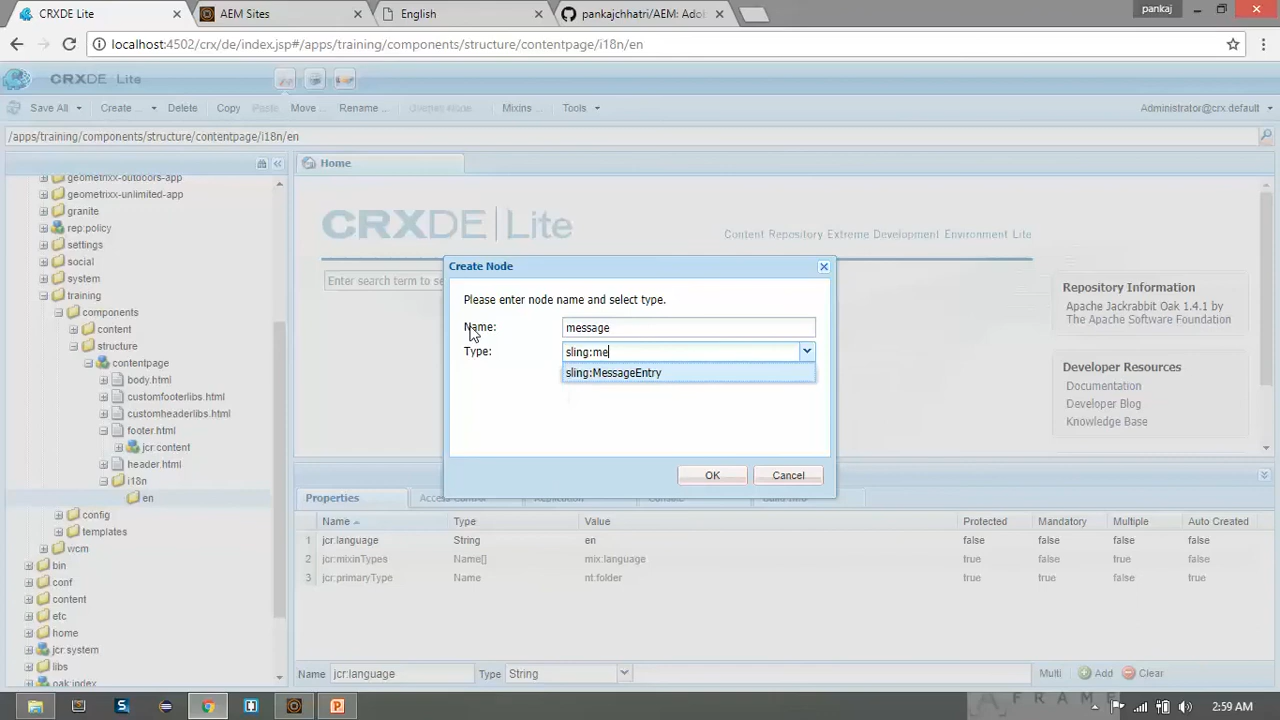 CRXDE Lite
AEM Sites
English
pankajchhatri/AEM: Adob
pankaj
localhost:4502/crx/de/index.jsp#/apps/training/components/structure/contentpage/i18n/en
CRXDE Lite
Save All
Create ...
Delete
Copy
Paste
Move ...
Rename ...
Mixins ...
Tools
Administrator@crx.default
/apps/training/components/structure/contentpage/i18n/en
geometrixx-outdoors-app
geometrixx-unlimited-app
granite
rep:policy
settings
social
system
training
components
content
structure
contentpage
body.html
customfooterlibs.html
customheaderlibs.html
footer.html
jcr:content
header.html
i18n
en
config
templates
wcm
bin
conf
content
etc
home
jcr:system
libs
oak:index
Home
CRXDE Lite
Content Repository Extreme Development Environment Lite
Enter search term to se
Repository Information
Apache Jackrabbit Oak 1.4.1 by
The Apache Software Foundation
Developer Resources
Documentation
Developer Blog
Knowledge Base
Create Node
Please enter node name and select type.
Name:
message
Type:
sling:me
sling:MessageEntry
OK
Cancel
Properties
Access Control
Replication
Console
Build Info
Name
Type
Value
Protected
Mandatory
Multiple
Auto Created
1 jcr:language String en false false false false
2 jcr:mixinTypes Name[] mix:language true false true false
3 jcr:primaryType Name nt:folder true true false true
Name
jcr:language
Type
String
Multi
Add
Clear
FRAME
2:59 AM